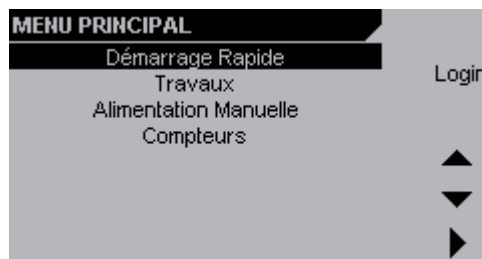 MENU PRINCIPAL
Démarrage Rapide
Login
Travaux
Alimentation Manuelle
Compteurs